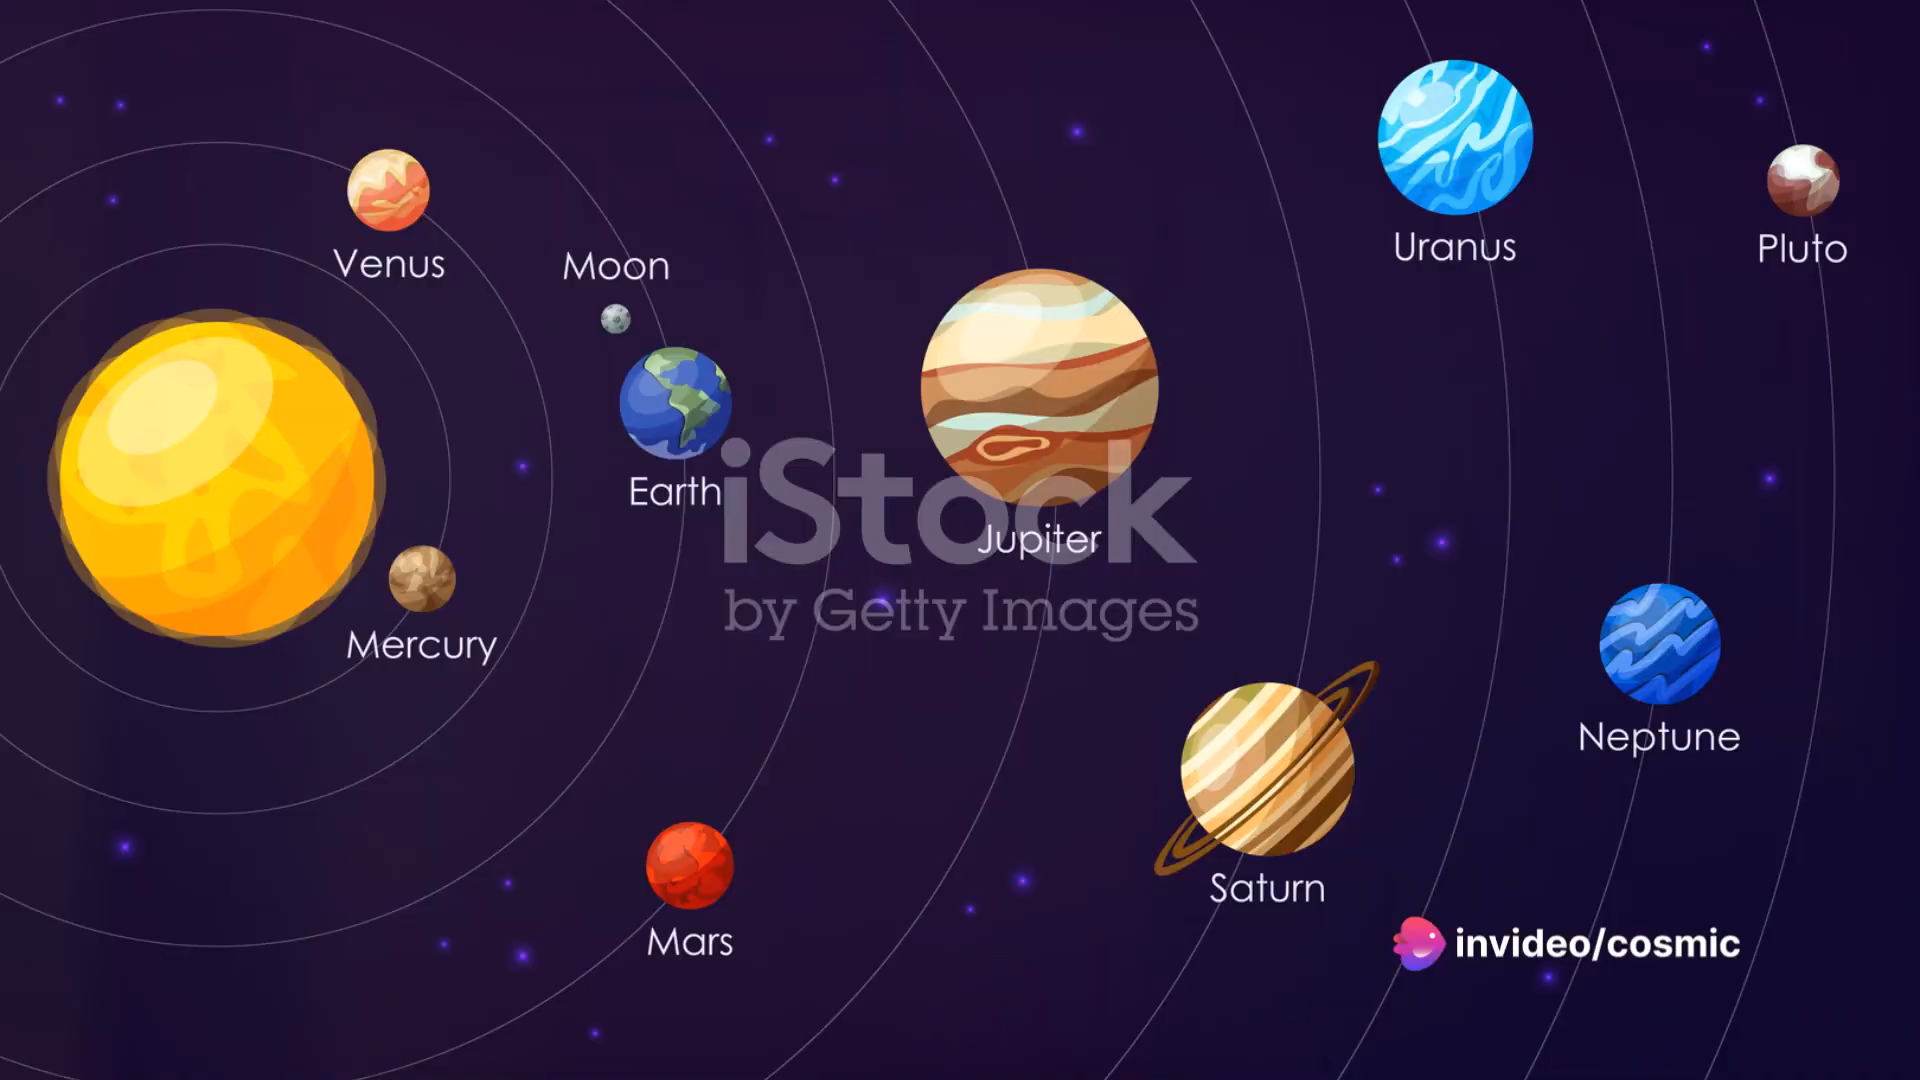 Uranus
Pluto
Venus
Moon
Earth
iStock
Jupiter
by Getty Images
Mercury
Neptune
Saturn
Mars
invideo/cosmic